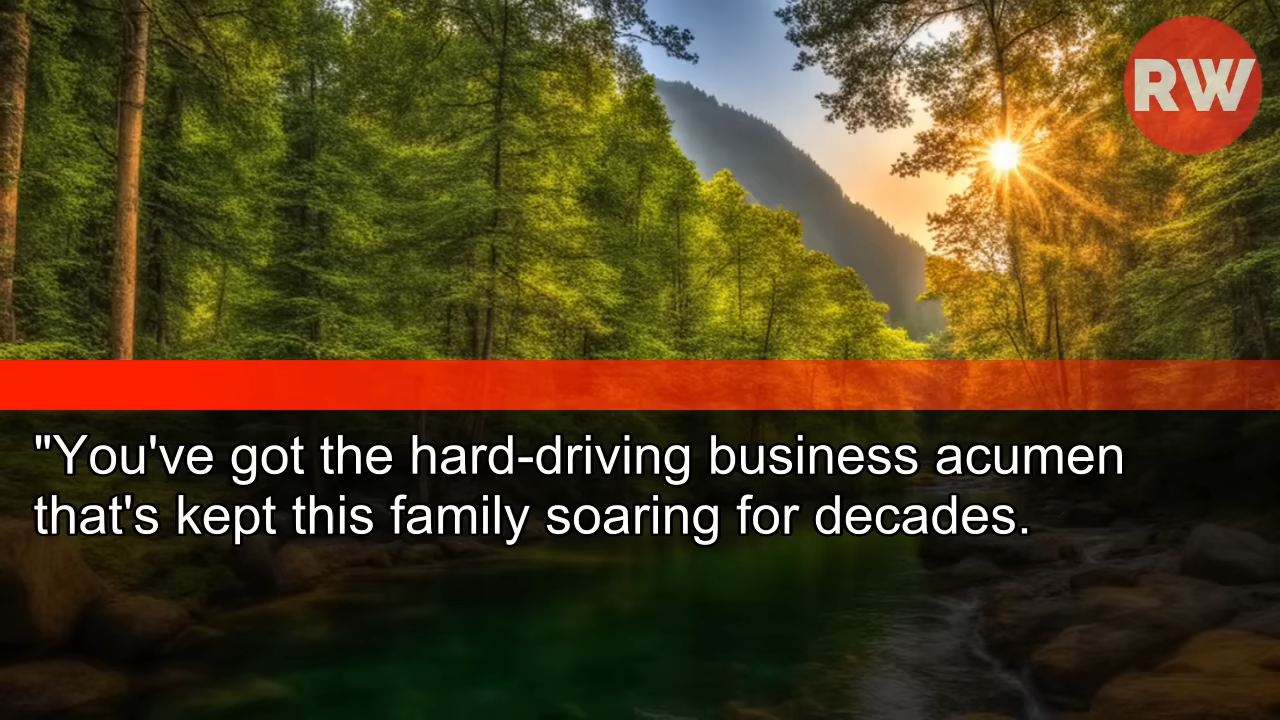 RW
"You've got the hard-driving business acumen
that's kept this family soaring for decades.